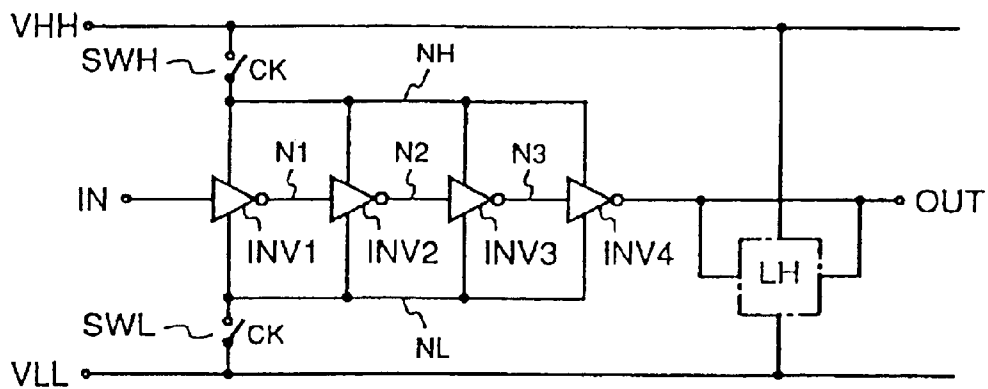 VHH
SWH
CK
NH
N1
N2
N3
IN
OUT
INV1
INV2
INV3
INV4
LH
SWL
CK
NL
VLL